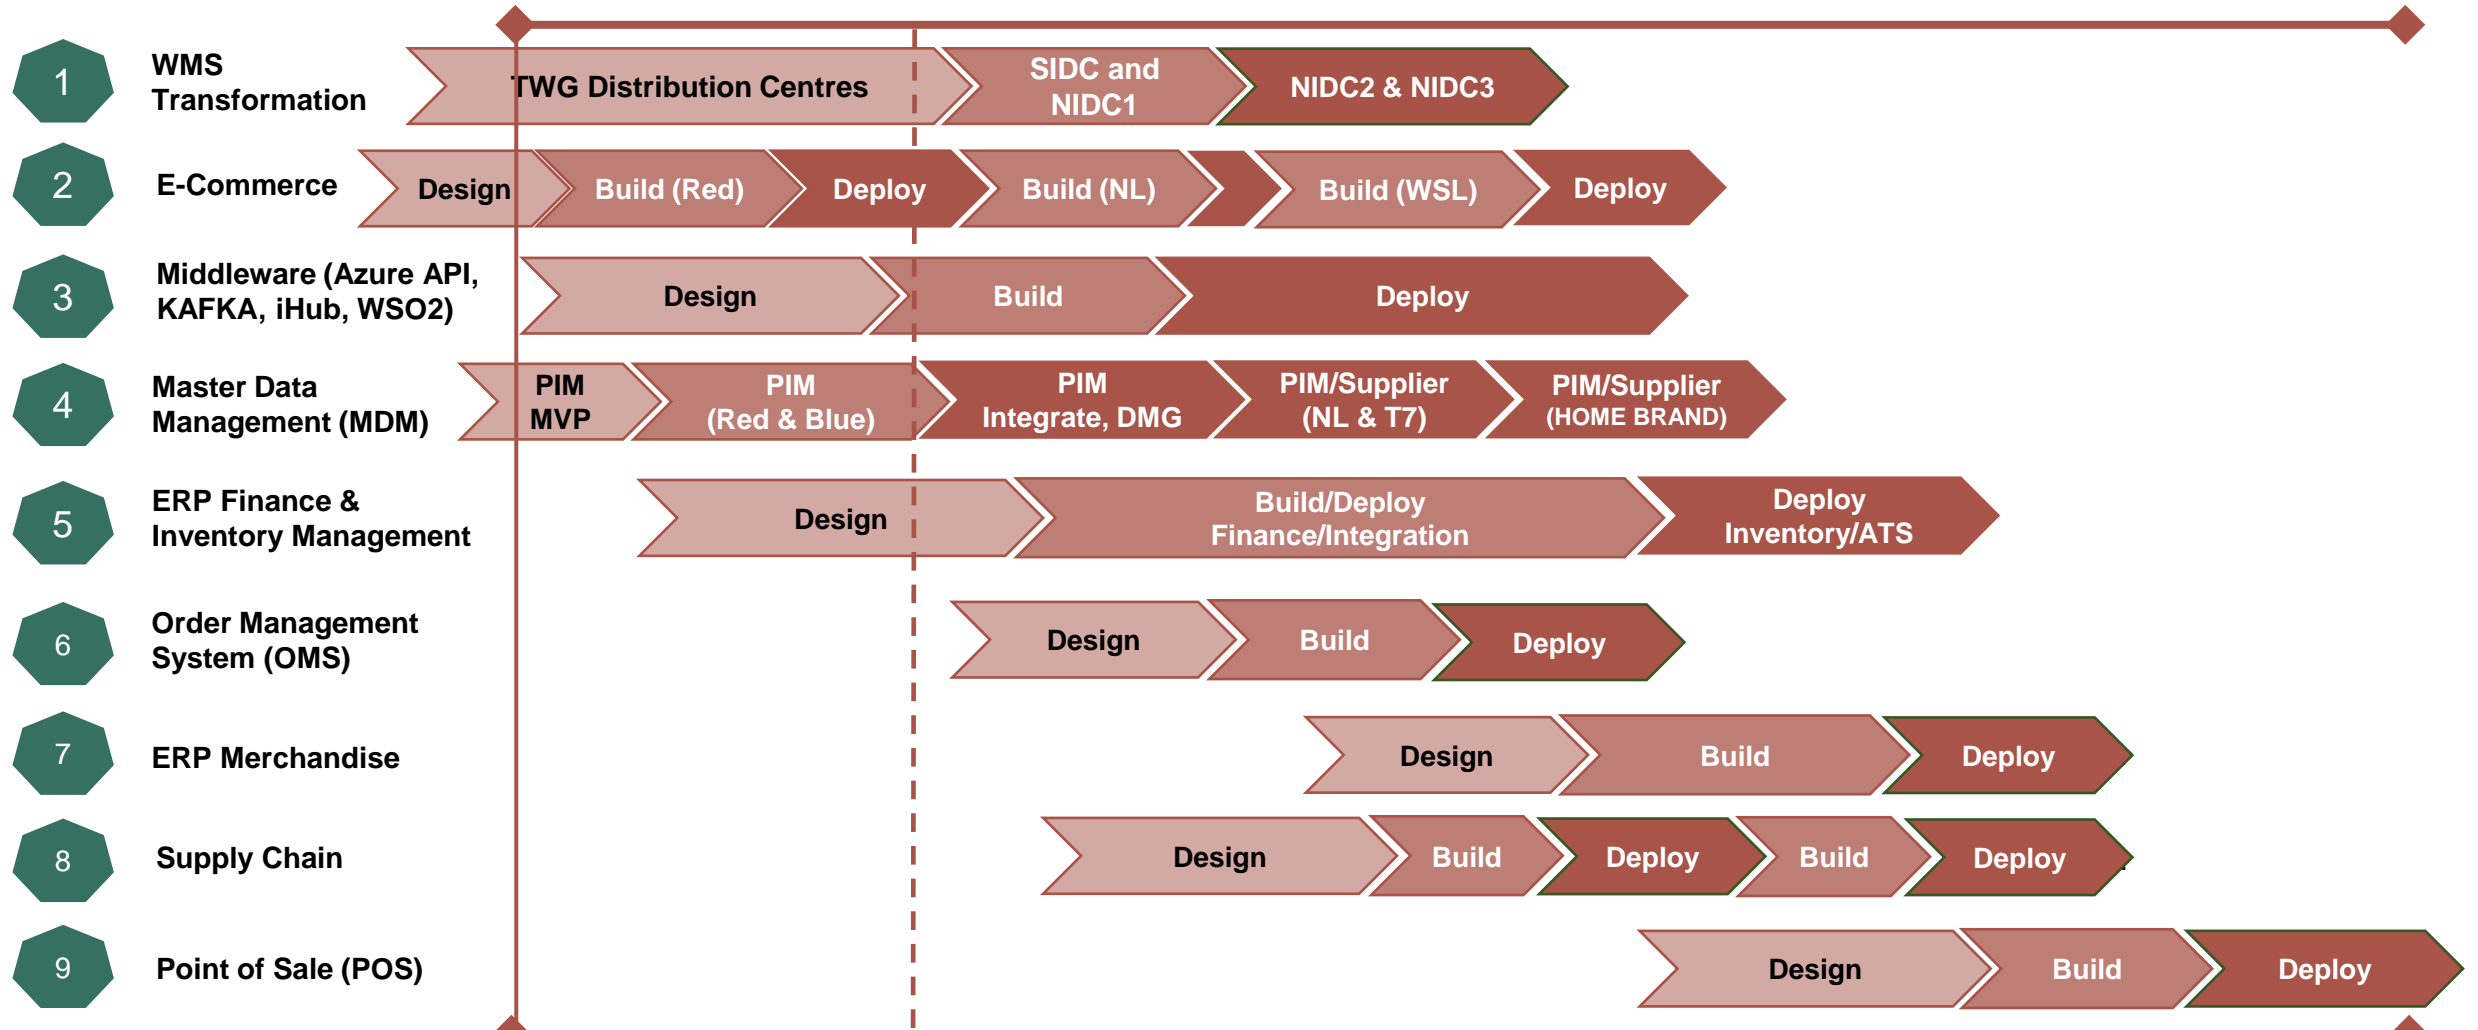 1
WMS
Transformation
TWG Distribution Centres
SIDC and
NIDC1
NIDC2 & NIDC3
2
E-Commerce
Design
Build (Red)
Deploy
Build (NL)
Build (WSL)
Deploy
3
Middleware (Azure API,
KAFKA, iHub, WSO2)
Design
Build
Deploy
4
Master Data
Management (MDM)
PIM
MVP
PIM
(Red & Blue)
PIM
Integrate, DMG
PIM/Supplier
(NL & T7)
PIM/Supplier
(HOME BRAND)
5
ERP Finance &
Inventory Management
Design
Build/Deploy
Finance/Integration
Deploy
Inventory/ATS
6
Order Management
System (OMS)
Design
Build
Deploy
7
ERP Merchandise
Design
Build
Deploy
8
Supply Chain
Design
Build
Deploy
Build
Deploy
9
Point of Sale (POS)
Design
Build
Deploy